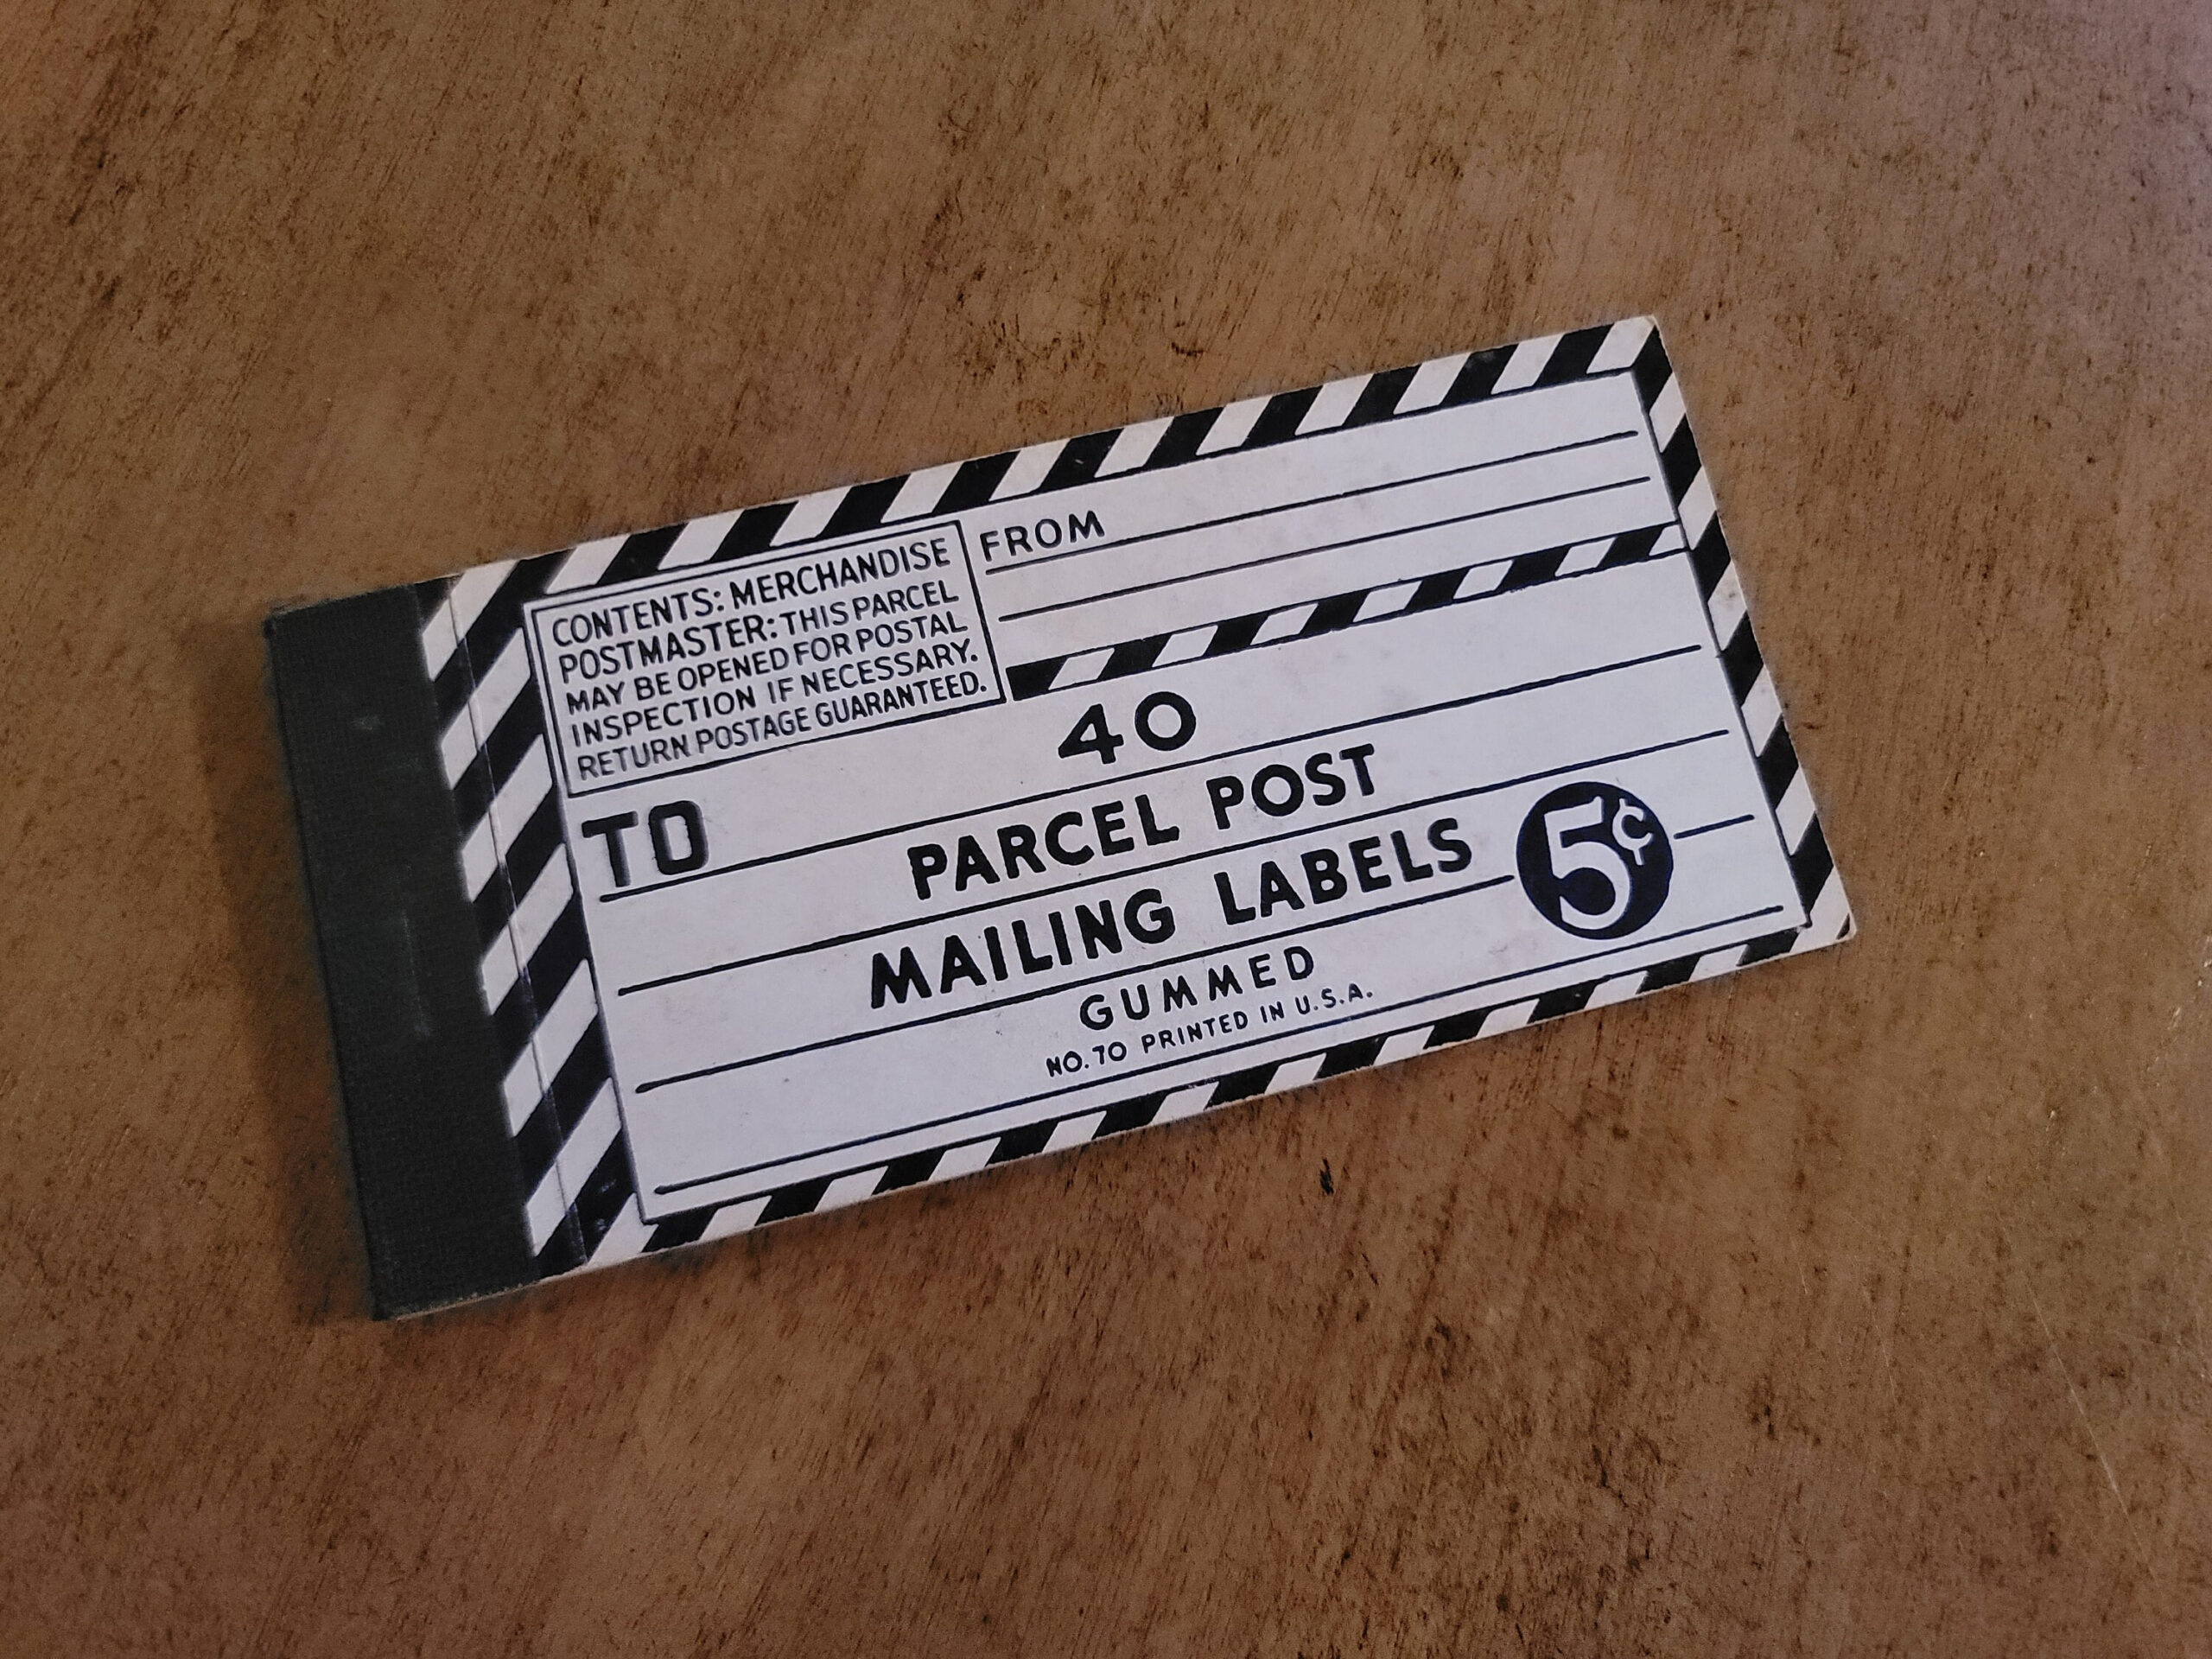 CONTENTS: MERCHANDISE
POSTMASTER: THIS PARCEL
MAY BE OPENED FOR POSTAL
INSPECTION IF NECESSARY.
RETURN POSTAGE GUARANTEED.
FROM
TO
40
PARCEL POST
MAILING LABELS
5¢
GUMMED
NO. 70 PRINTED IN U.S.A.